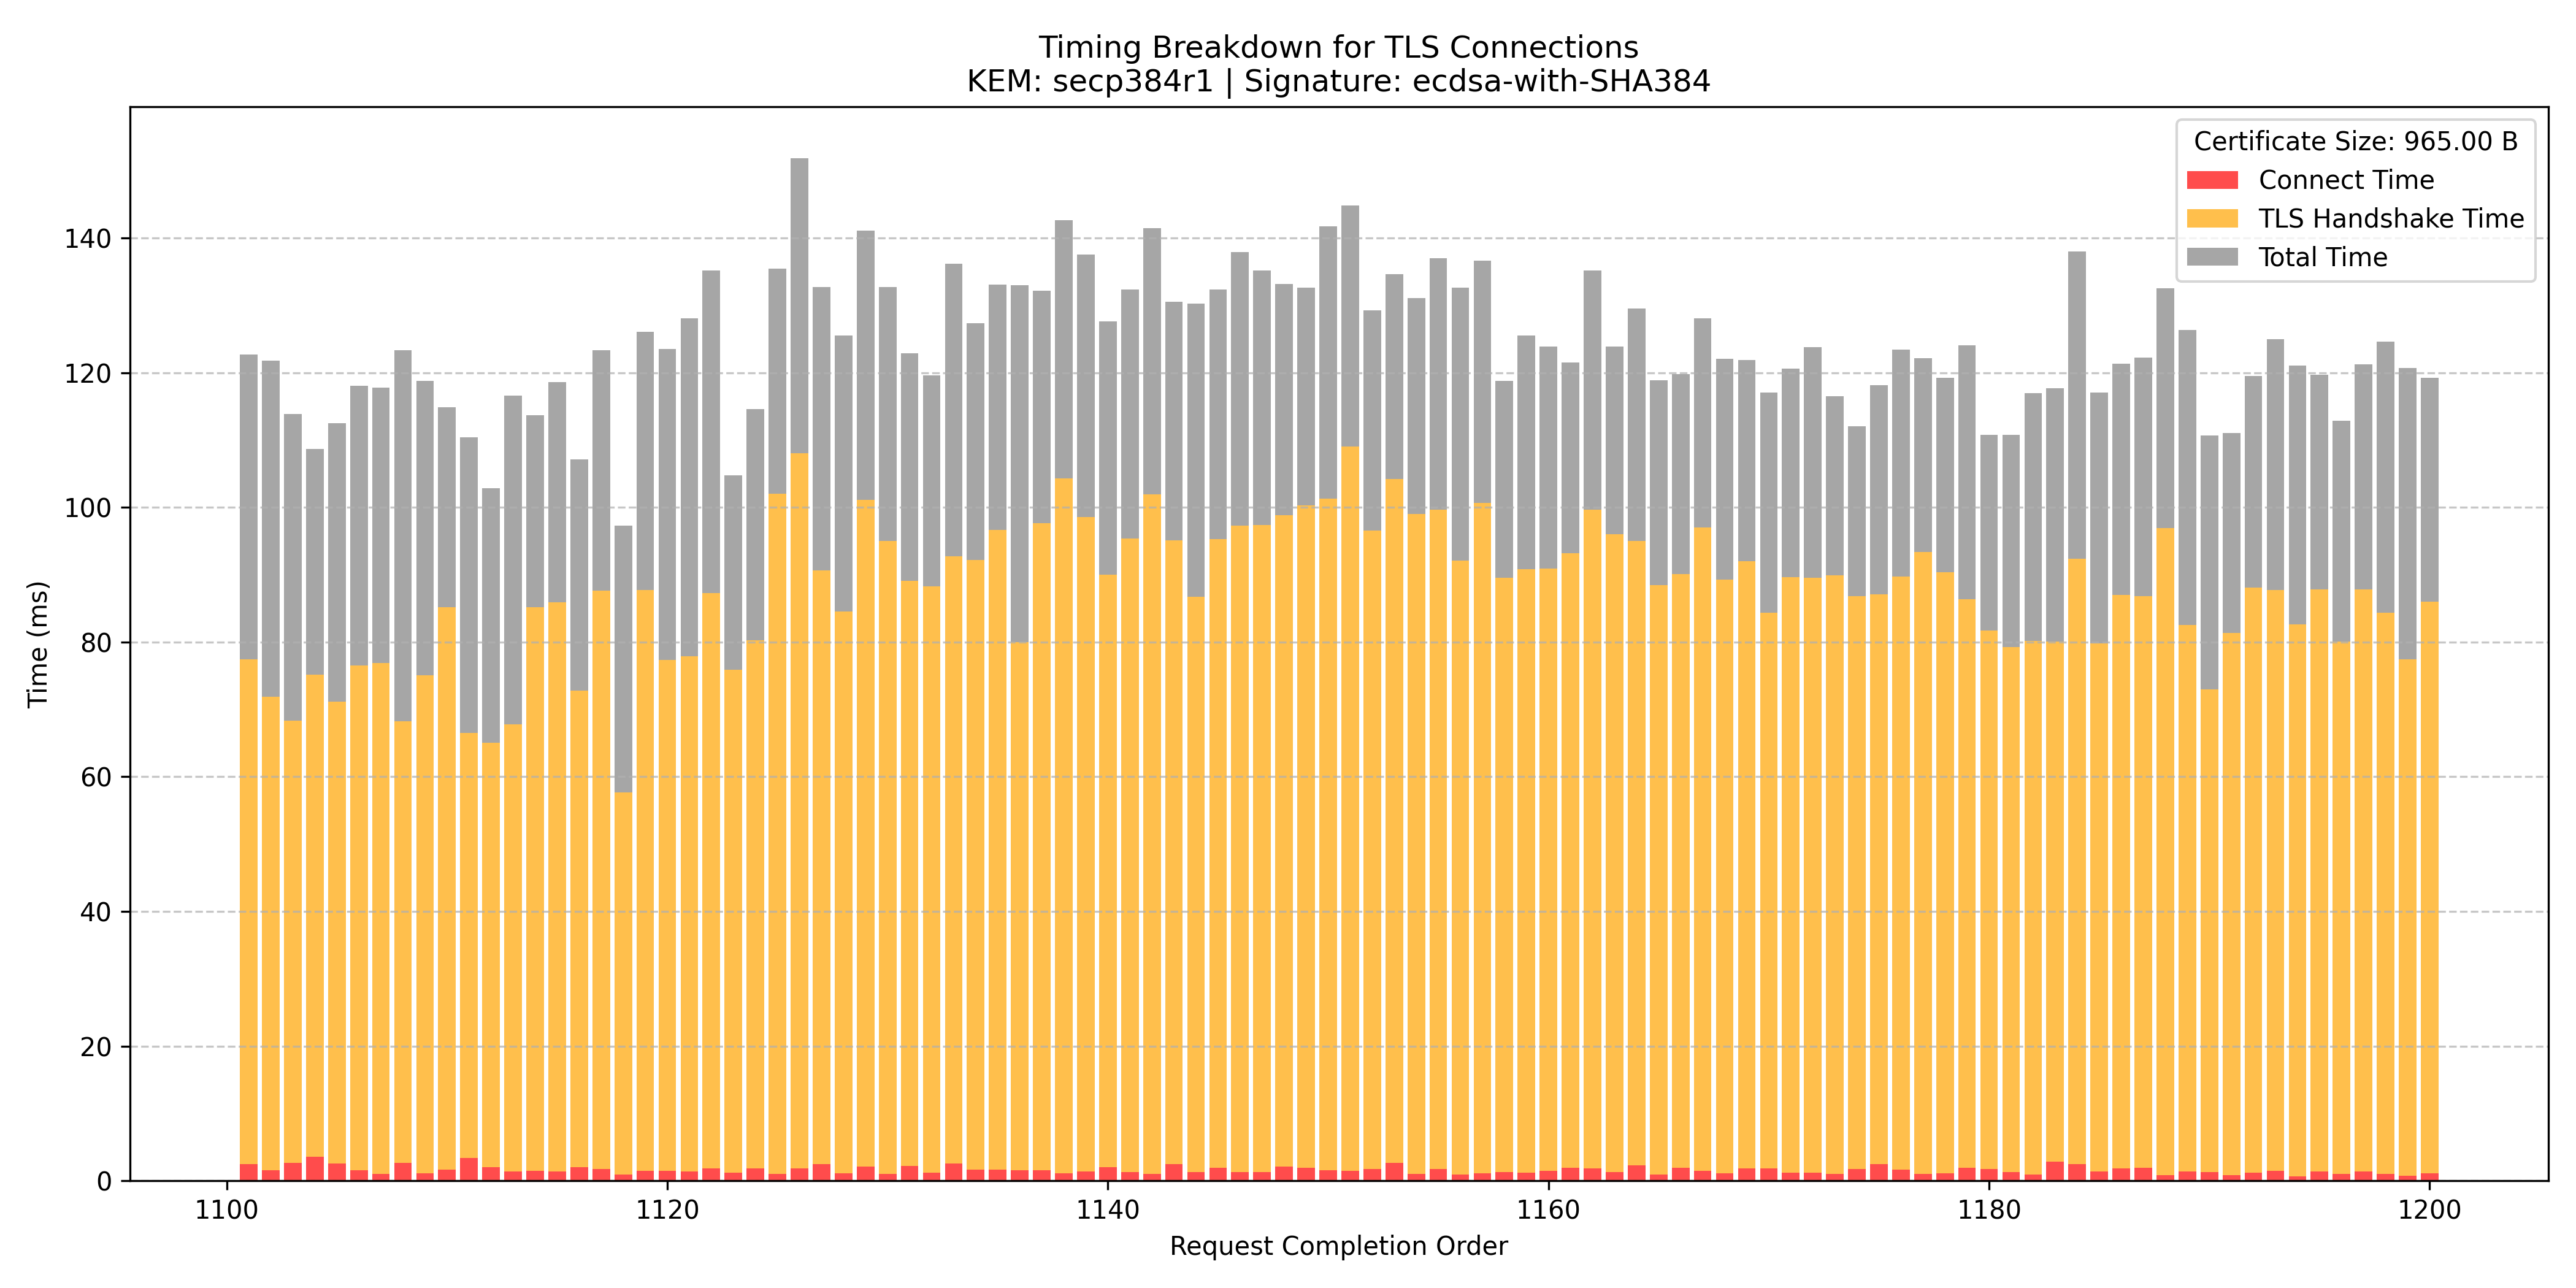 Timing Breakdown for TLS Connections
KEM: secp384r1 | Signature: ecdsa-with-SHA384
Certificate Size: 965.00 B
Connect Time
TLS Handshake Time
Total Time
Time (ms)
140
120
100
80
60
40
20
0
1100 1120 1140 1160 1180 1200
Request Completion Order